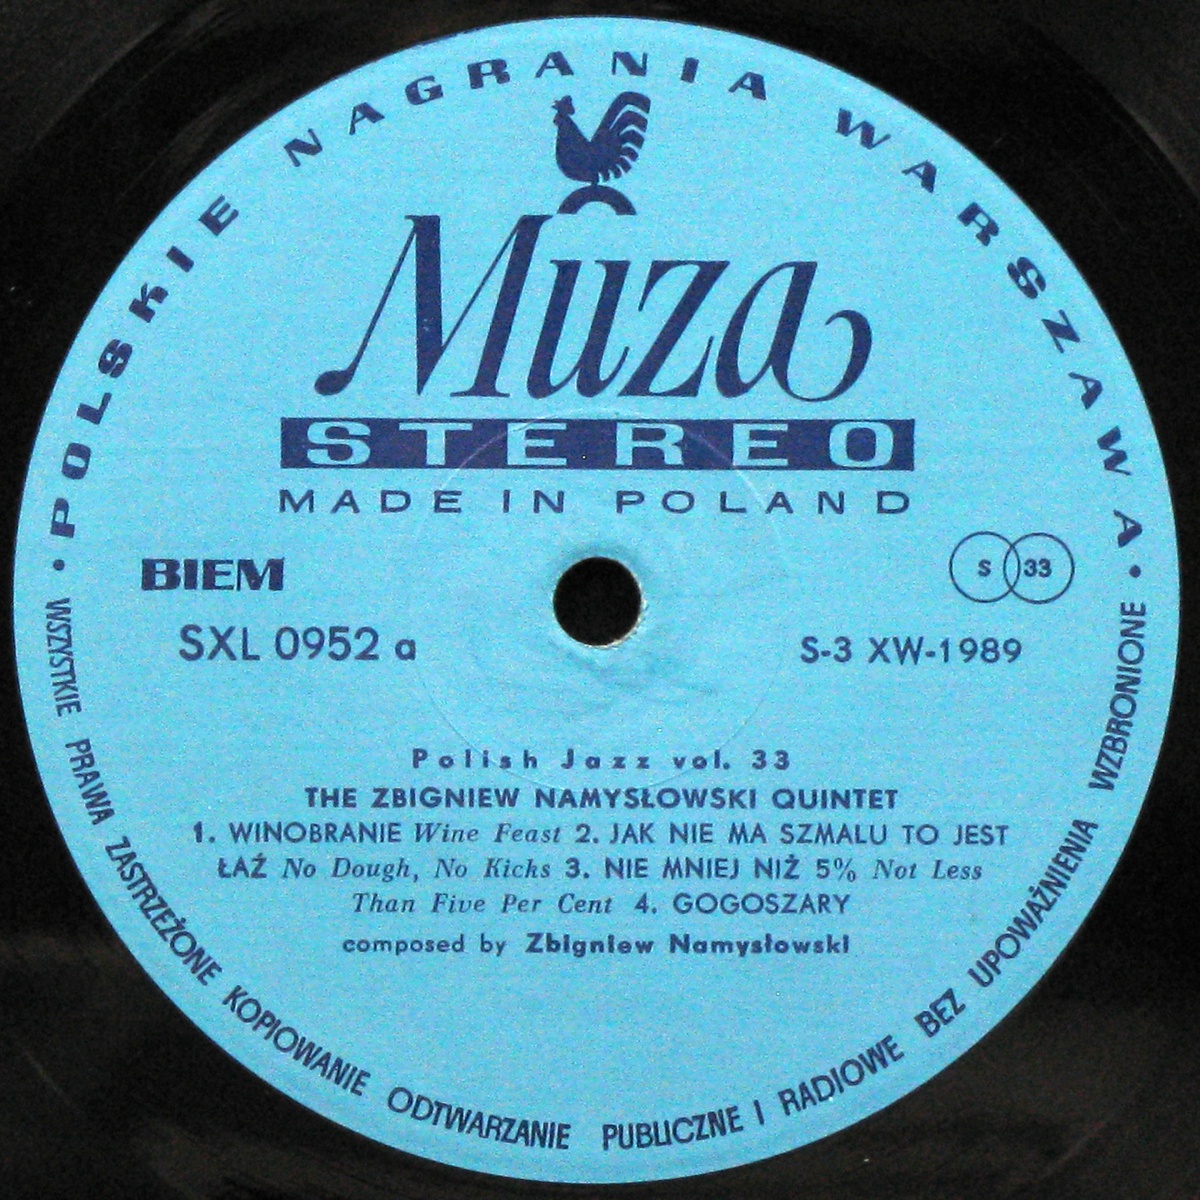 • POLSKIE NAGRANIA WARSZAWA •
Muza
STEREO
MADE IN POLAND
BIEM
S 33
SXL 0952 a
S-3 XW-1989
Polish Jazz vol. 33
THE ZBIGNIEW NAMYSŁOWSKI QUINTET
1. WINOBRANIE Wine Feast 2. JAK NIE MA SZMALU TO JEST
ŁAŹ No Dough, No Kicks 3. NIE MNIEJ NIŻ 5% Not Less
Than Five Per Cent 4. GOGOSZARY
composed by Zbigniew Namysłowski
WSZYSTKIE PRAWA ZASTRZEŻONE KOPIOWANIE ODTWARZANIE PUBLICZNE I RADIOWE BEZ UPOWAŻNIENIA WZBRONIONE